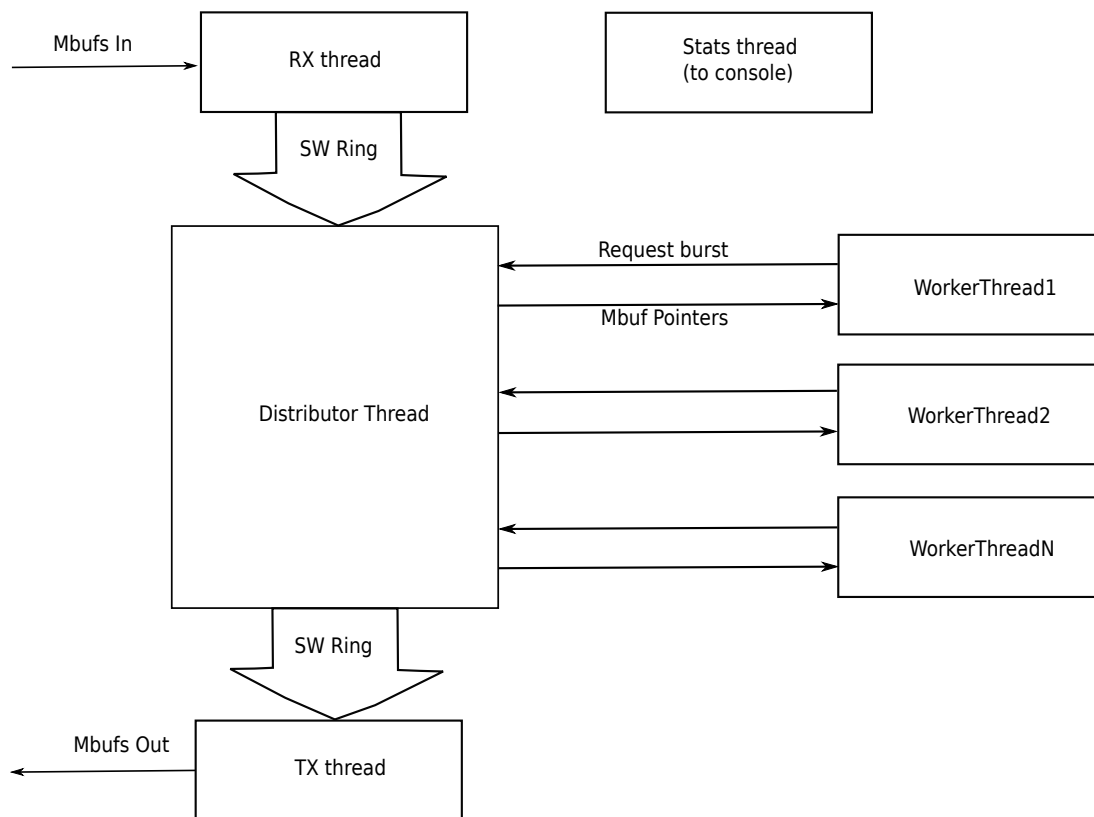 Mbufs In
RX thread
Stats thread
(to console)
SW Ring
Request burst
WorkerThread1
Mbuf Pointers
Distributor Thread
WorkerThread2
WorkerThreadN
SW Ring
Mbufs Out
TX thread